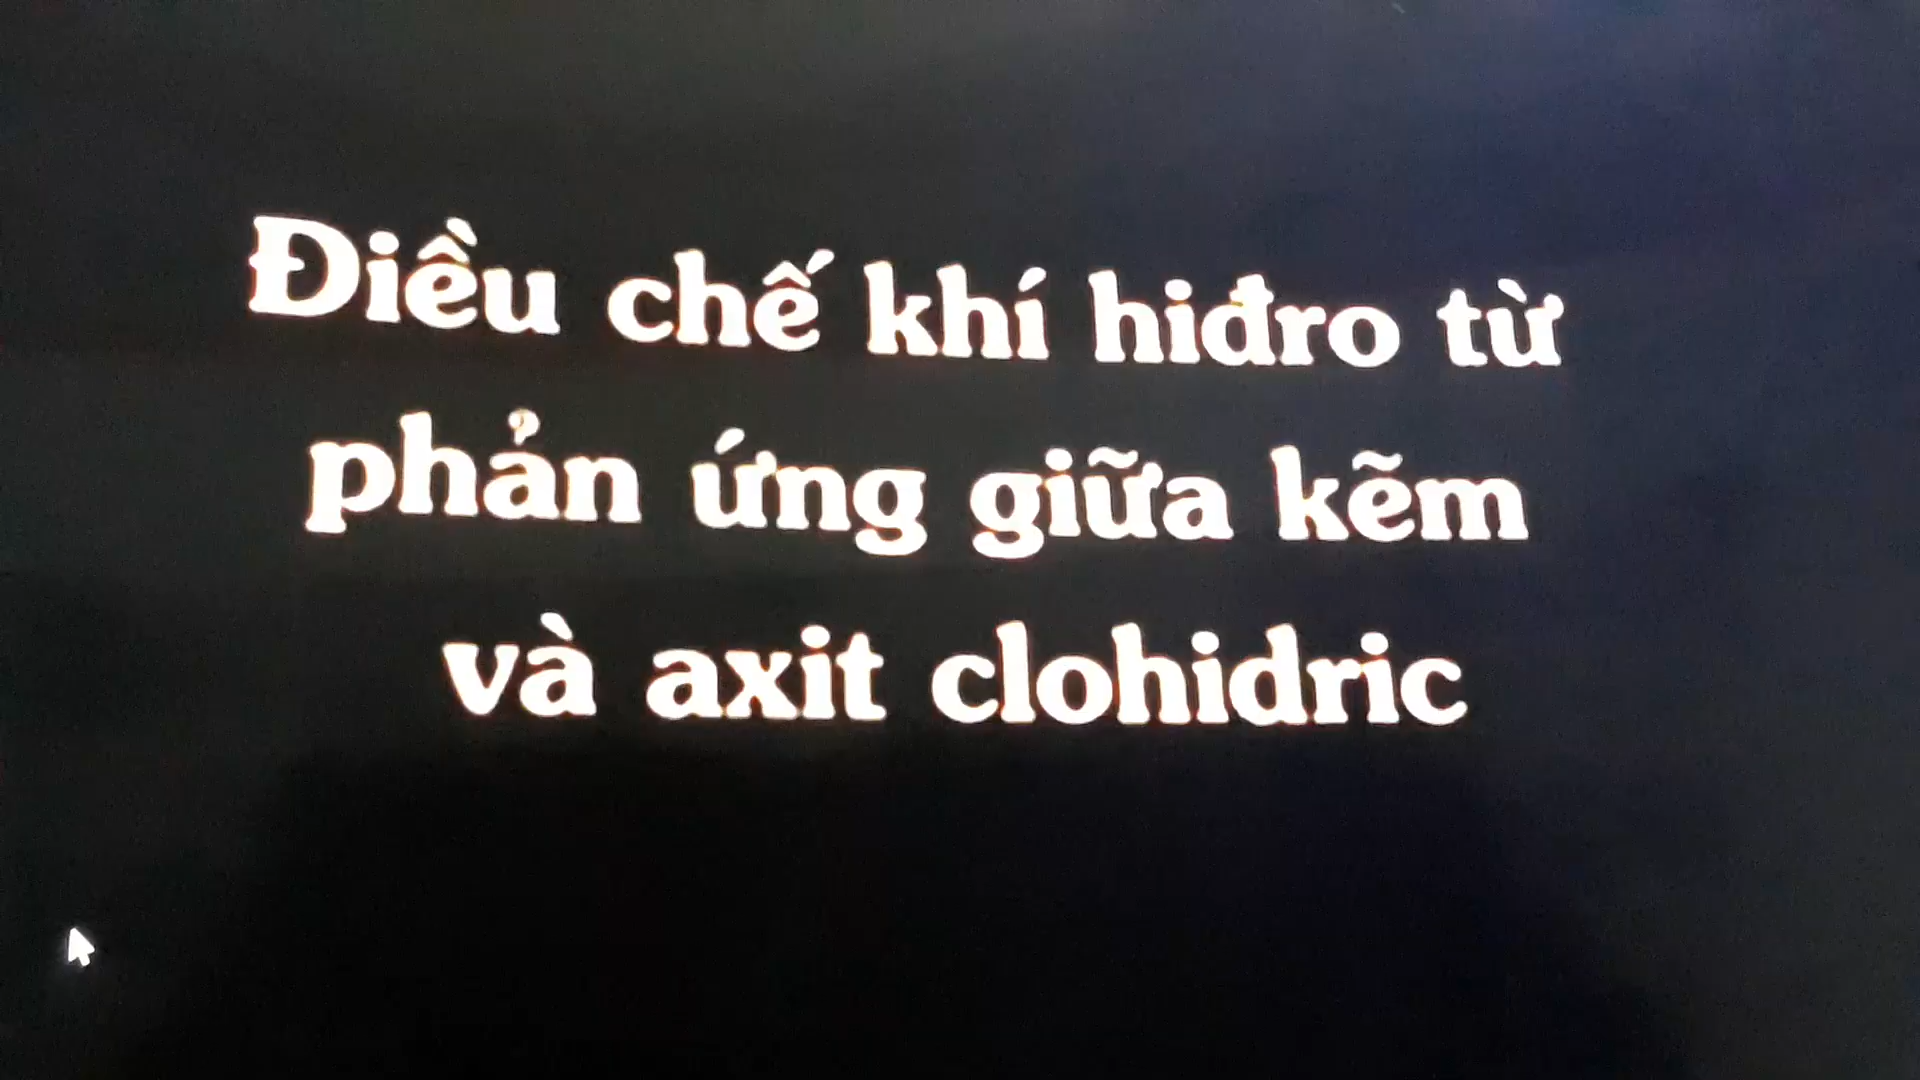 Điều chế khí hiđro từ
phản ứng giữa kẽm
và axit clohidric